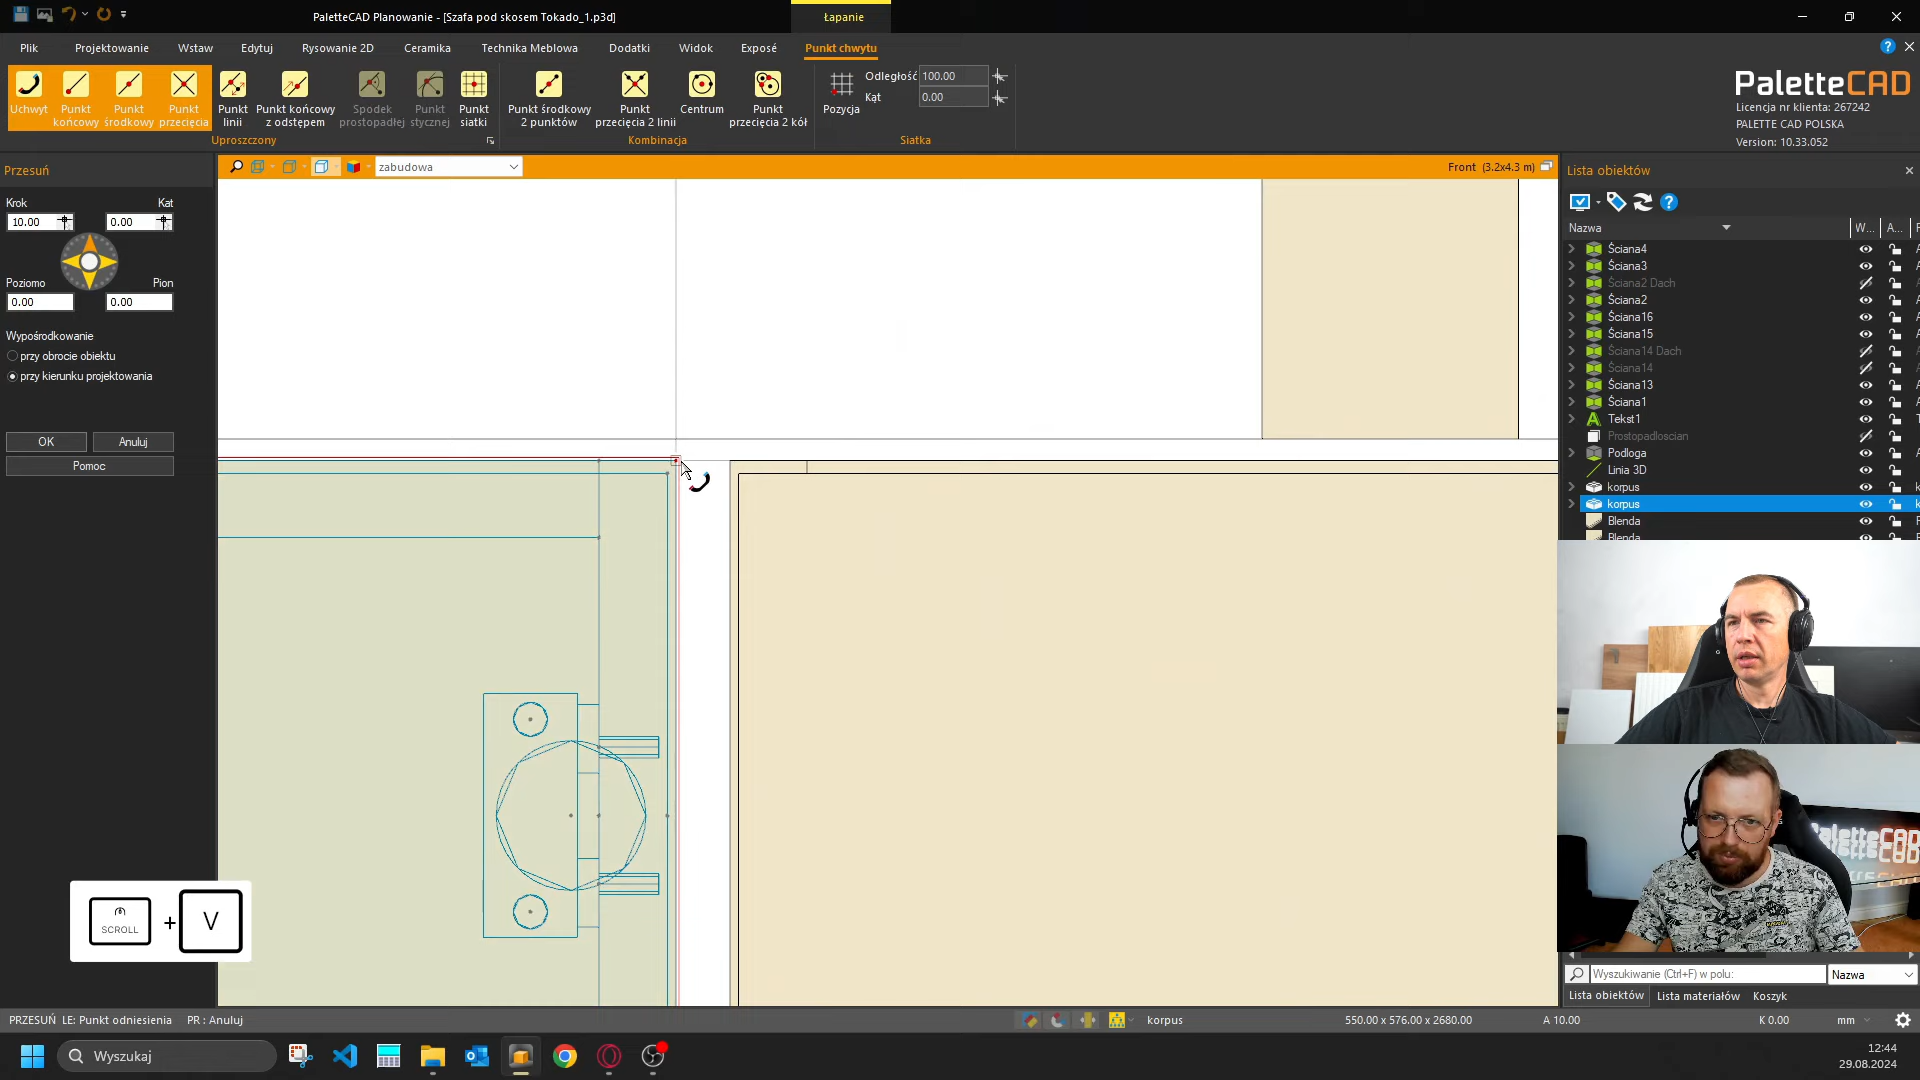 PaletteCAD Planowanie - [Szafa pod skosem Tokado_1.p3d]
Łapanie
Plik Projektowanie Wstaw Edytuj Rysowanie 2D Ceramika Technika Meblowa Dodatki Widok Exposé Punkt chwytu
Uchwyt
Punkt końcowy
Punkt środkowy
Punkt przecięcia
Punkt linii
Punkt końcowy z odstępem
Spodek prostopadłej
Punkt stycznej
Punkt siatki
Punkt środkowy 2 punktów
Punkt przecięcia 2 linii
Centrum
Punkt przecięcia 2 kół
Pozycja
Odległość 100.00
Kąt 0.00
Uproszczony
Kombinacja
Siatka
PaletteCAD
Licencja nr klienta: 267242
PALETTE CAD POLSKA
Version: 10.33.052
Przesuń
zabudowa
Front (3.2x4.3 m)
Lista obiektów
Krok Kat
10.00 0.00
Poziomo Pion
0.00 0.00
Wypośrodkowanie
przy obrocie obiektu
przy kierunku projektowania
OK Anuluj
Pomoc
Nazwa W... A...
Ściana4
Ściana3
Ściana2 Dach
Ściana2
Ściana16
Ściana15
Ściana14 Dach
Ściana14
Ściana13
Ściana1
Tekst1
Prostopadloscian
Podloga
Linia 3D
korpus
korpus
Blenda
Blenda
SCROLL + V
PaletteCAD
Wyszukiwanie (Ctrl+F) w polu: Nazwa
Lista obiektów Lista materiałów Koszyk
PRZESUŃ LE: Punkt odniesienia PR : Anuluj
korpus
550.00 x 576.00 x 2680.00
A 10.00
K 0.00
mm
Wyszukaj
12:44
29.08.2024